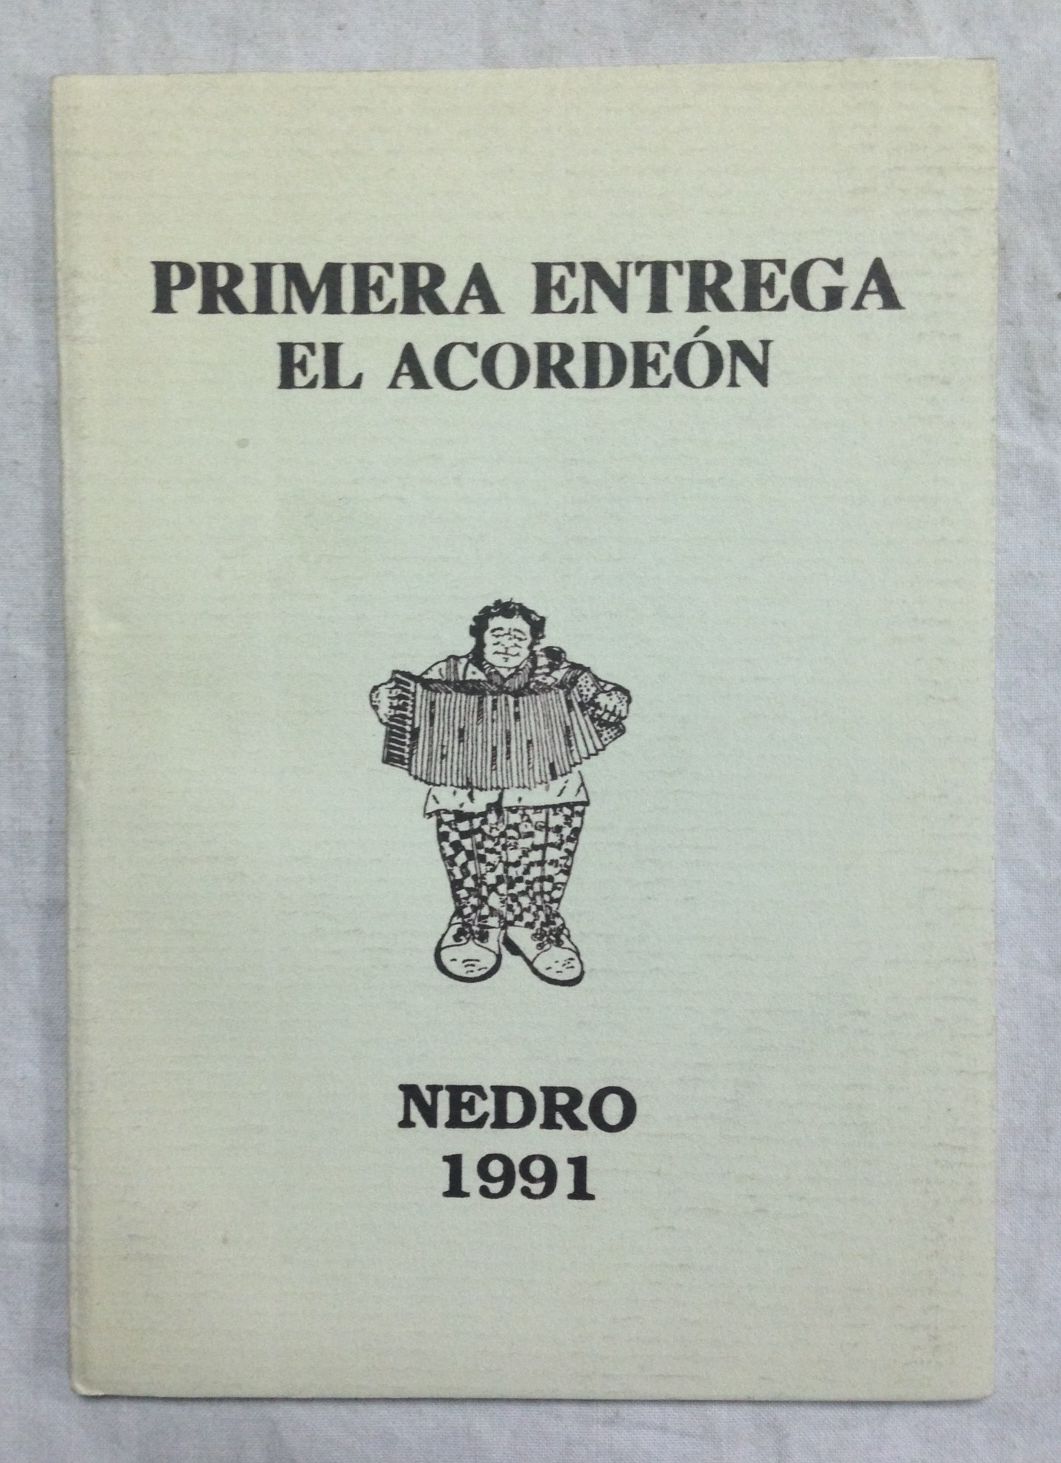 PRIMERA ENTREGA
EL ACORDEÓN
NEDRO
1991